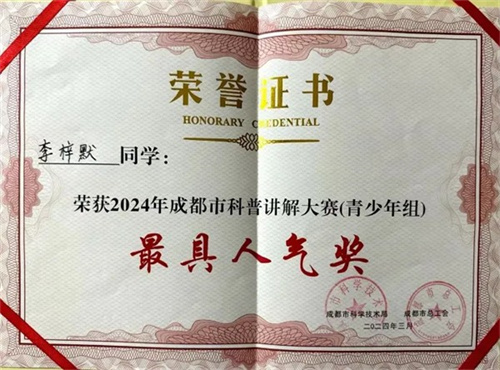 荣誉证书
HONORARY CREDENTIAL
李梓默 同学：
荣获2024年成都市科普讲解大赛(青少年组)
最具人气奖
成都市科学技术局 成都市总工会
二〇二四年三月